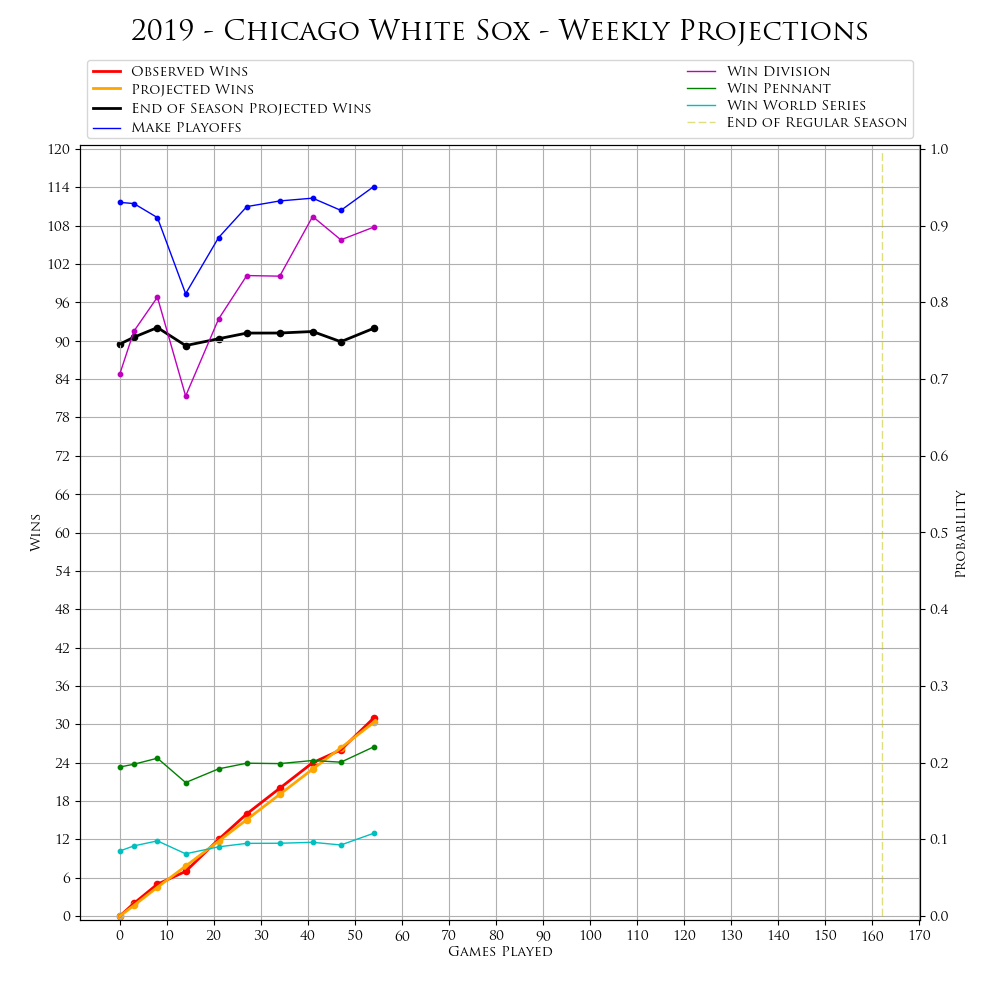 2019 - Chicago White Sox - Weekly Projections
Observed Wins
Projected Wins
End of Season Projected Wins
Make Playoffs
Win Division
Win Pennant
Win World Series
End of Regular Season
120
114
108
102
96
90
84
78
72
66
60
54
48
42
36
30
24
18
12
6
0
Wins
1.0
0.9
0.8
0.7
0.6
0.5
0.4
0.3
0.2
0.1
0.0
Probability
0 10 20 30 40 50 60 70 80 90 100 110 120 130 140 150 160 170
Games Played